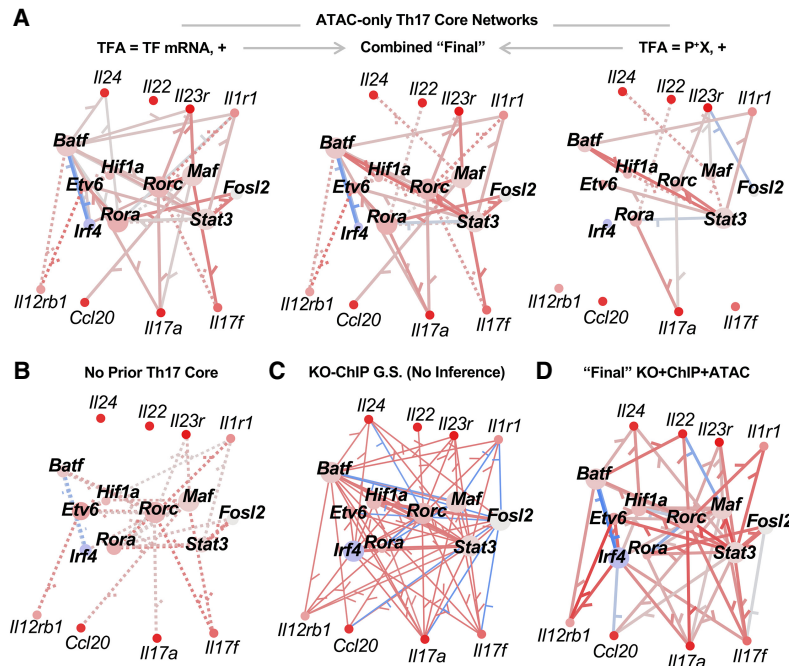 A
ATAC-only Th17 Core Networks
TFA = TF mRNA, +
Combined “Final”
TFA = P⁺X, +
Il24
Il22
Il23r
Il1r1
Batf
Hif1a
Maf
Etv6
Rorc
Fosl2
Rora
Irf4
Stat3
Il12rb1
Ccl20
Il17a
Il17f
Il24
Il22
Il23r
Il1r1
Batf
Hif1a
Maf
Etv6
Rorc
Fosl2
Rora
Irf4
Stat3
Il12rb1
Ccl20
Il17a
Il17f
Il24
Il22
Il23r
Il1r1
Batf
Hif1a
Maf
Etv6
Rorc
Fosl2
Rora
Irf4
Stat3
Il12rb1
Ccl20
Il17a
Il17f
B
No Prior Th17 Core
Il24
Il22
Il23r
Il1r1
Batf
Hif1a
Maf
Etv6
Rorc
Fosl2
Rora
Irf4
Stat3
Il12rb1
Ccl20
Il17a
Il17f
C
KO-ChIP G.S. (No Inference)
Il24
Il22
Il23r
Il1r1
Batf
Hif1a
Maf
Etv6
Rorc
Fosl2
Rora
Irf4
Stat3
Il12rb1
Ccl20
Il17a
Il17f
D
“Final” KO+ChIP+ATAC
Il24
Il22
Il23r
Il1r1
Batf
Hif1a
Maf
Etv6
Rorc
Fosl2
Rora
Irf4
Stat3
Il12rb1
Ccl20
Il17a
Il17f